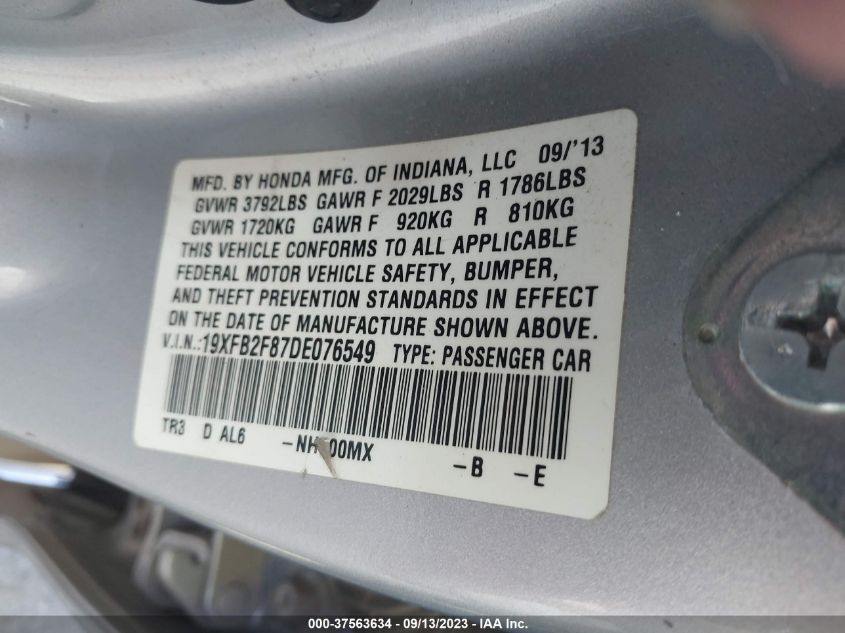 MFD. BY HONDA MFG. OF INDIANA, LLC 09/'13
GVWR 3792LBS GAWR F 2029LBS R 1786LBS
GVWR 1720KG GAWR F 920KG R 810KG
THIS VEHICLE CONFORMS TO ALL APPLICABLE
FEDERAL MOTOR VEHICLE SAFETY, BUMPER,
AND THEFT PREVENTION STANDARDS IN EFFECT
ON THE DATE OF MANUFACTURE SHOWN ABOVE.
V.I.N.:19XFB2F87DE076549 TYPE: PASSENGER CAR
TR3 D AL6 -B -E
000-37563634 - 09/13/2023 - IAA Inc.